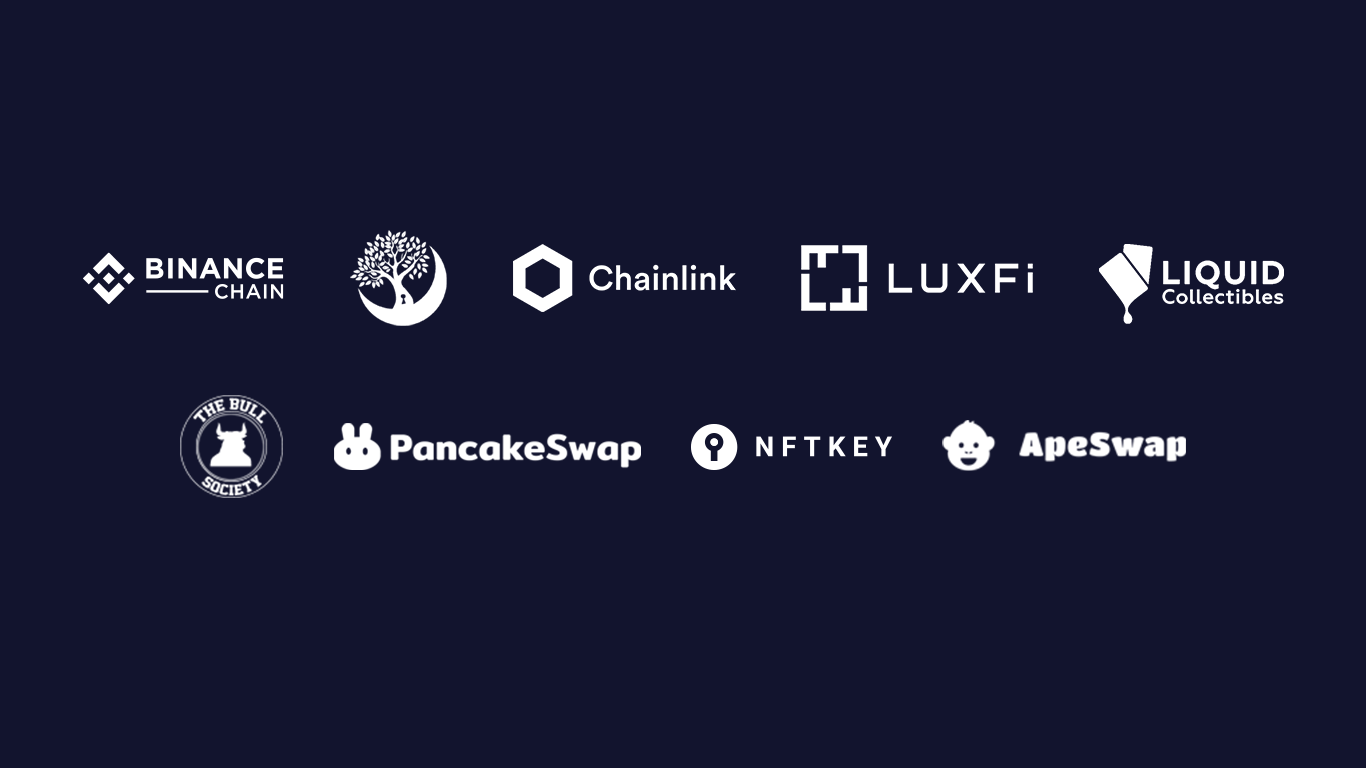 BINANCE
CHAIN
Chainlink
LUXFi
LIQUID
Collectibles
THE BULL
SOCIETY
PancakeSwap
NFTKEY
ApeSwap